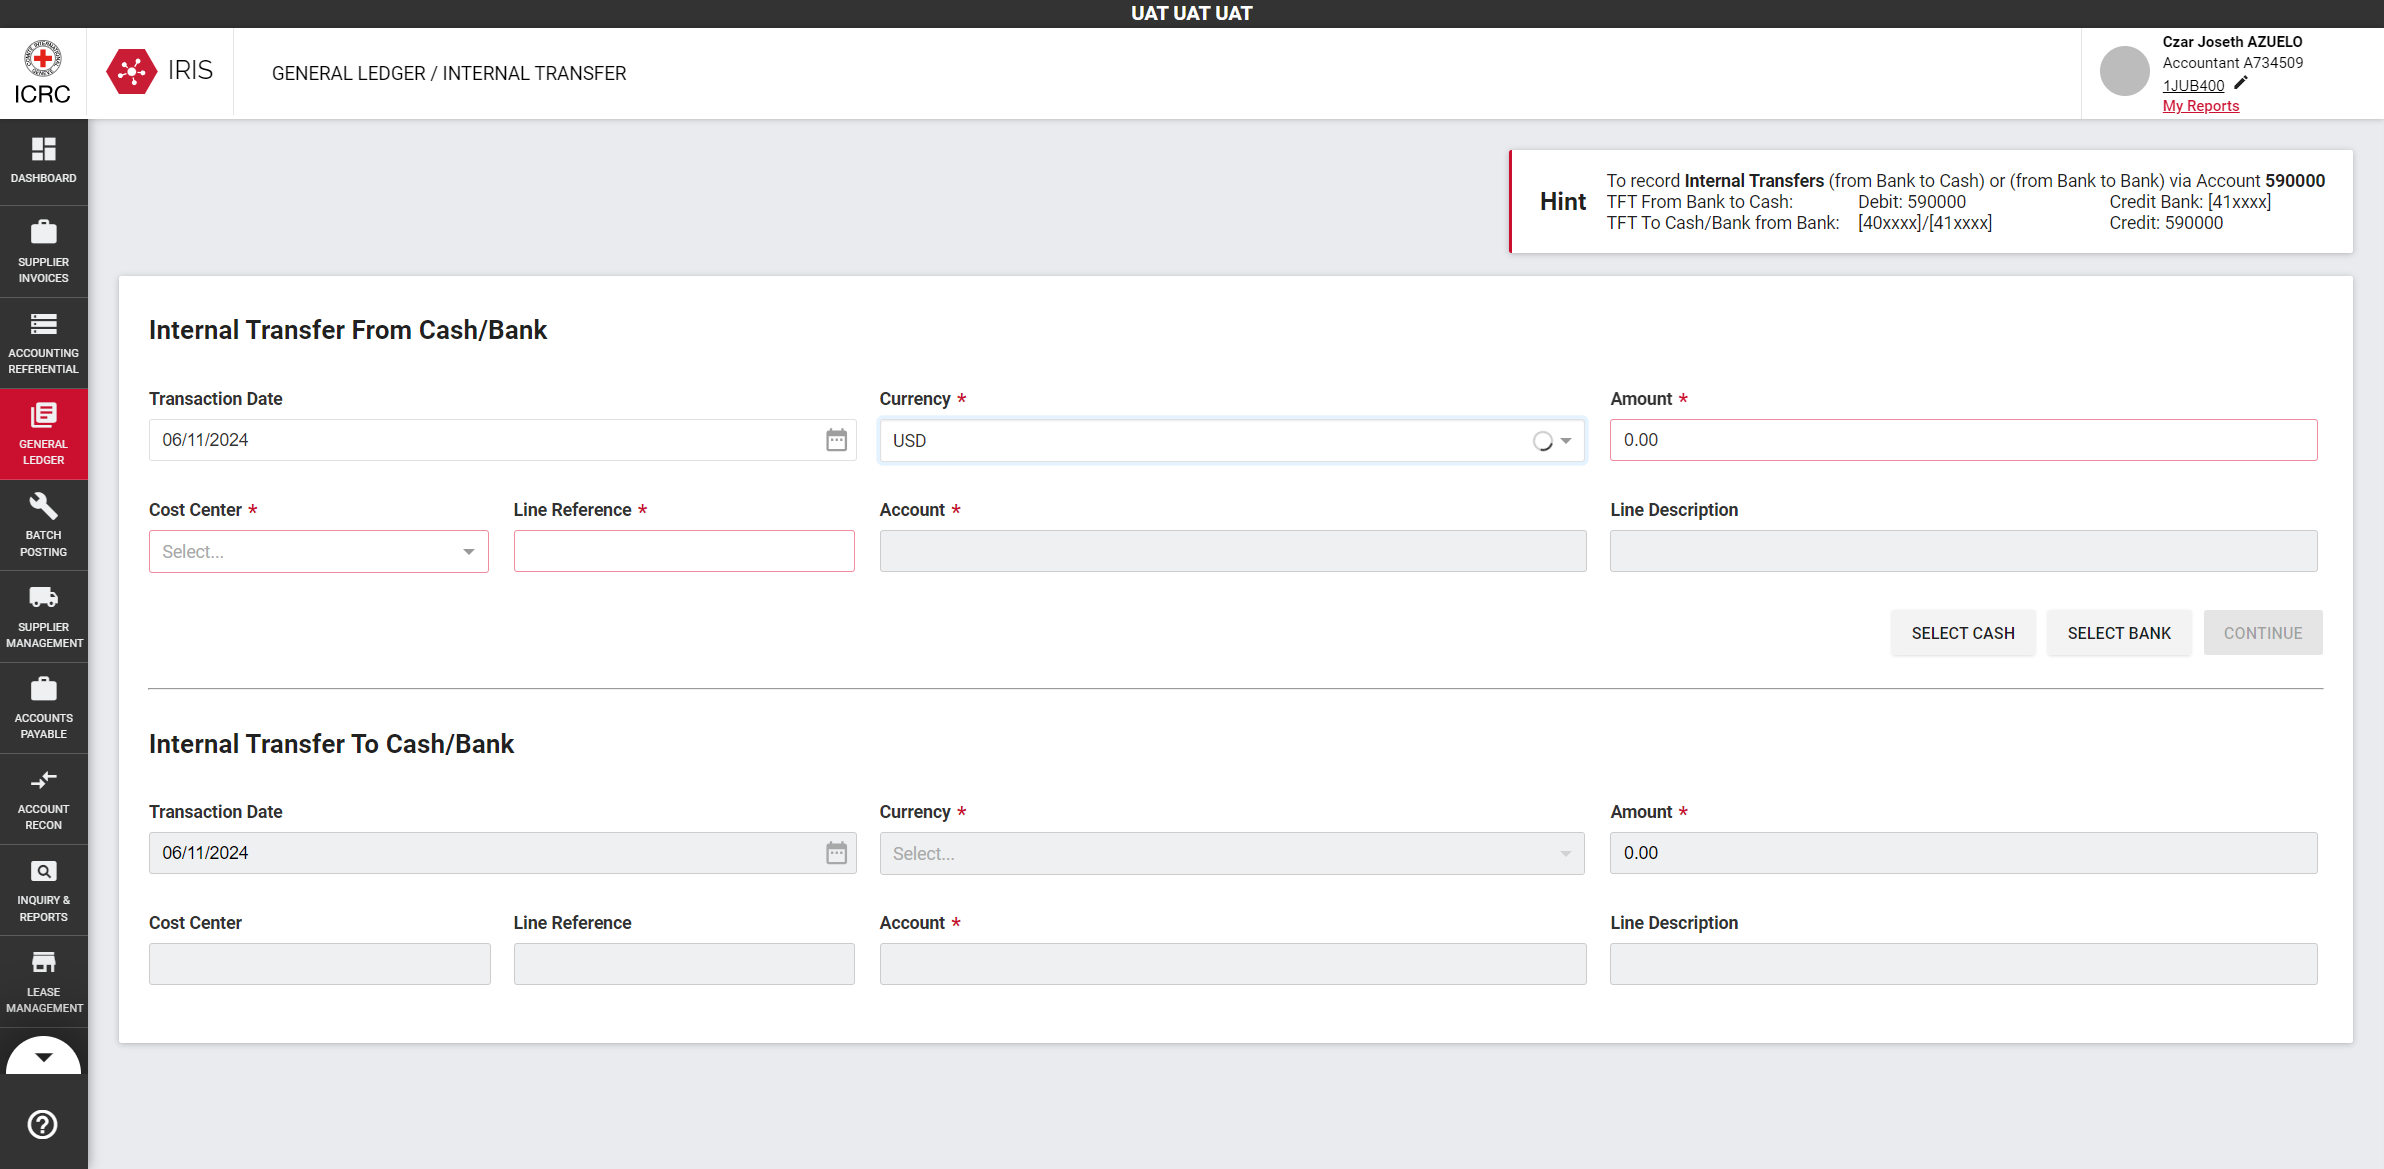 UAT UAT UAT
ICRC
IRIS
GENERAL LEDGER / INTERNAL TRANSFER
Czar Joseth AZUELO
Accountant A734509
1JUB400
My Reports
DASHBOARD
SUPPLIER
INVOICES
ACCOUNTING
REFERENTIAL
GENERAL
LEDGER
BATCH
POSTING
SUPPLIER
MANAGEMENT
ACCOUNTS
PAYABLE
ACCOUNT
RECON
INQUIRY &
REPORTS
LEASE
MANAGEMENT
Hint
To record Internal Transfers (from Bank to Cash) or (from Bank to Bank) via Account 590000
TFT From Bank to Cash: Debit: 590000 Credit Bank: [41xxxx]
TFT To Cash/Bank from Bank: [40xxxx]/[41xxxx] Credit: 590000
Internal Transfer From Cash/Bank
Transaction Date Currency * Amount *
06/11/2024 USD 0.00
Cost Center * Line Reference * Account * Line Description
Select...
SELECT CASH SELECT BANK CONTINUE
Internal Transfer To Cash/Bank
Transaction Date Currency * Amount *
06/11/2024 Select... 0.00
Cost Center Line Reference Account * Line Description